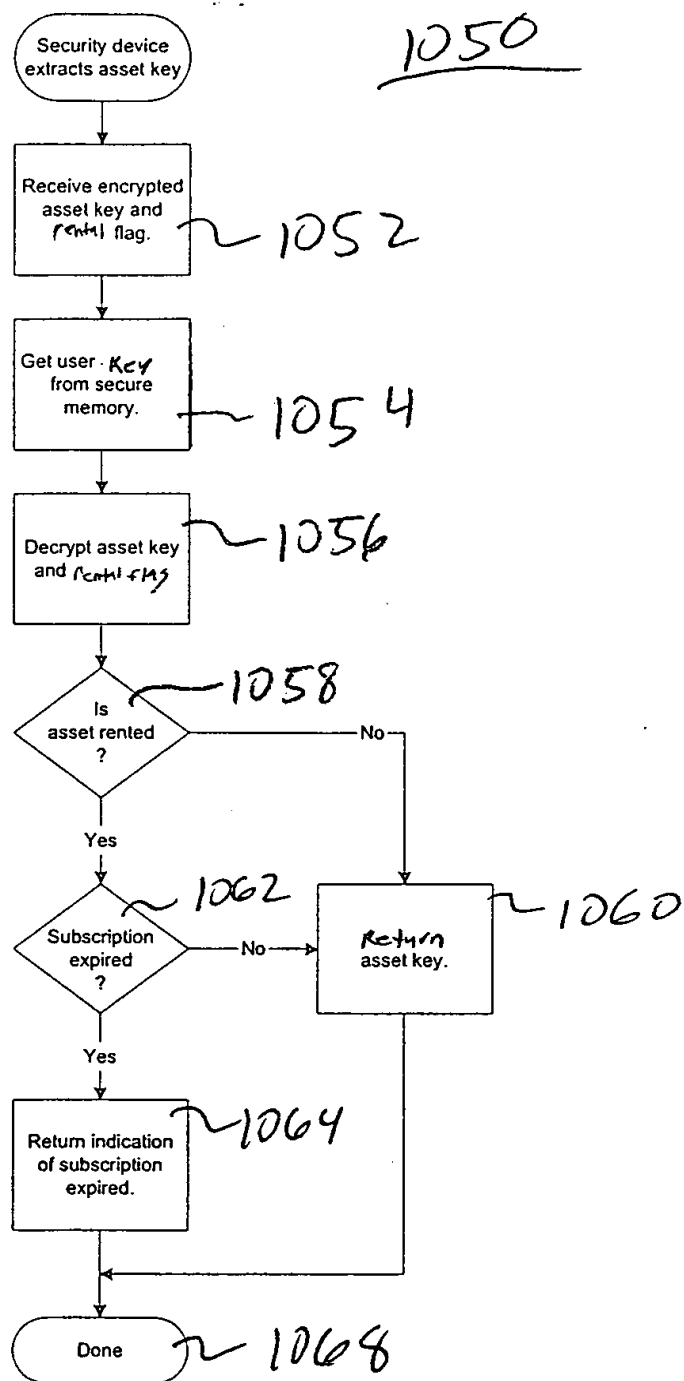 1050
Security device
extracts asset key
Receive encrypted
asset key and
rental flag.
1052
Get user Key
from secure
memory.
1054
Decrypt asset key
and rental flag
1056
Is
asset rented
?
1058
No
Yes
Subscription
expired
?
1062
No
Return
asset key.
1060
Yes
Return indication
of subscription
expired.
1064
Done
1068